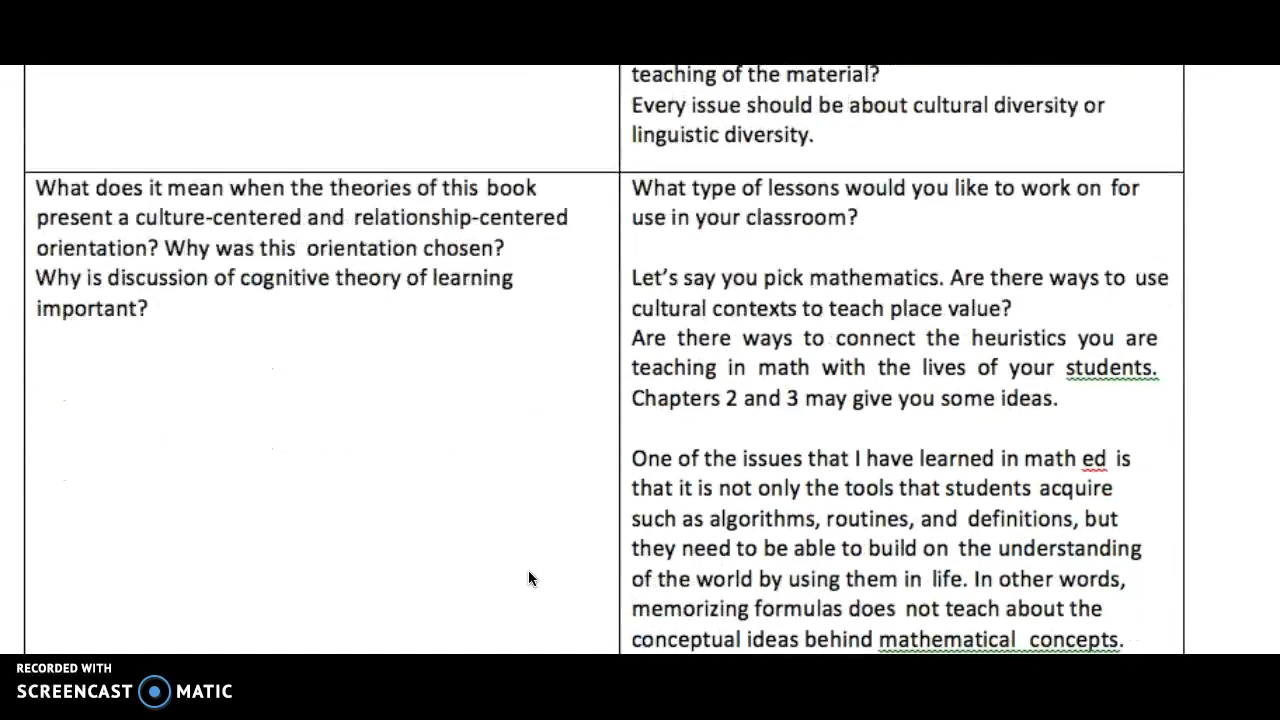 teaching of the material?
Every issue should be about cultural diversity or
linguistic diversity.
What does it mean when the theories of this book
present a culture-centered and relationship-centered
orientation? Why was this orientation chosen?
Why is discussion of cognitive theory of learning
important?
What type of lessons would you like to work on for
use in your classroom?
Let's say you pick mathematics. Are there ways to use
cultural contexts to teach place value?
Are there ways to connect the heuristics you are
teaching in math with the lives of your students.
Chapters 2 and 3 may give you some ideas.
One of the issues that I have learned in math ed is
that it is not only the tools that students acquire
such as algorithms, routines, and definitions, but
they need to be able to build on the understanding
of the world by using them in life. In other words,
memorizing formulas does not teach about the
conceptual ideas behind mathematical concepts.
RECORDED WITH
SCREENCAST MATIC